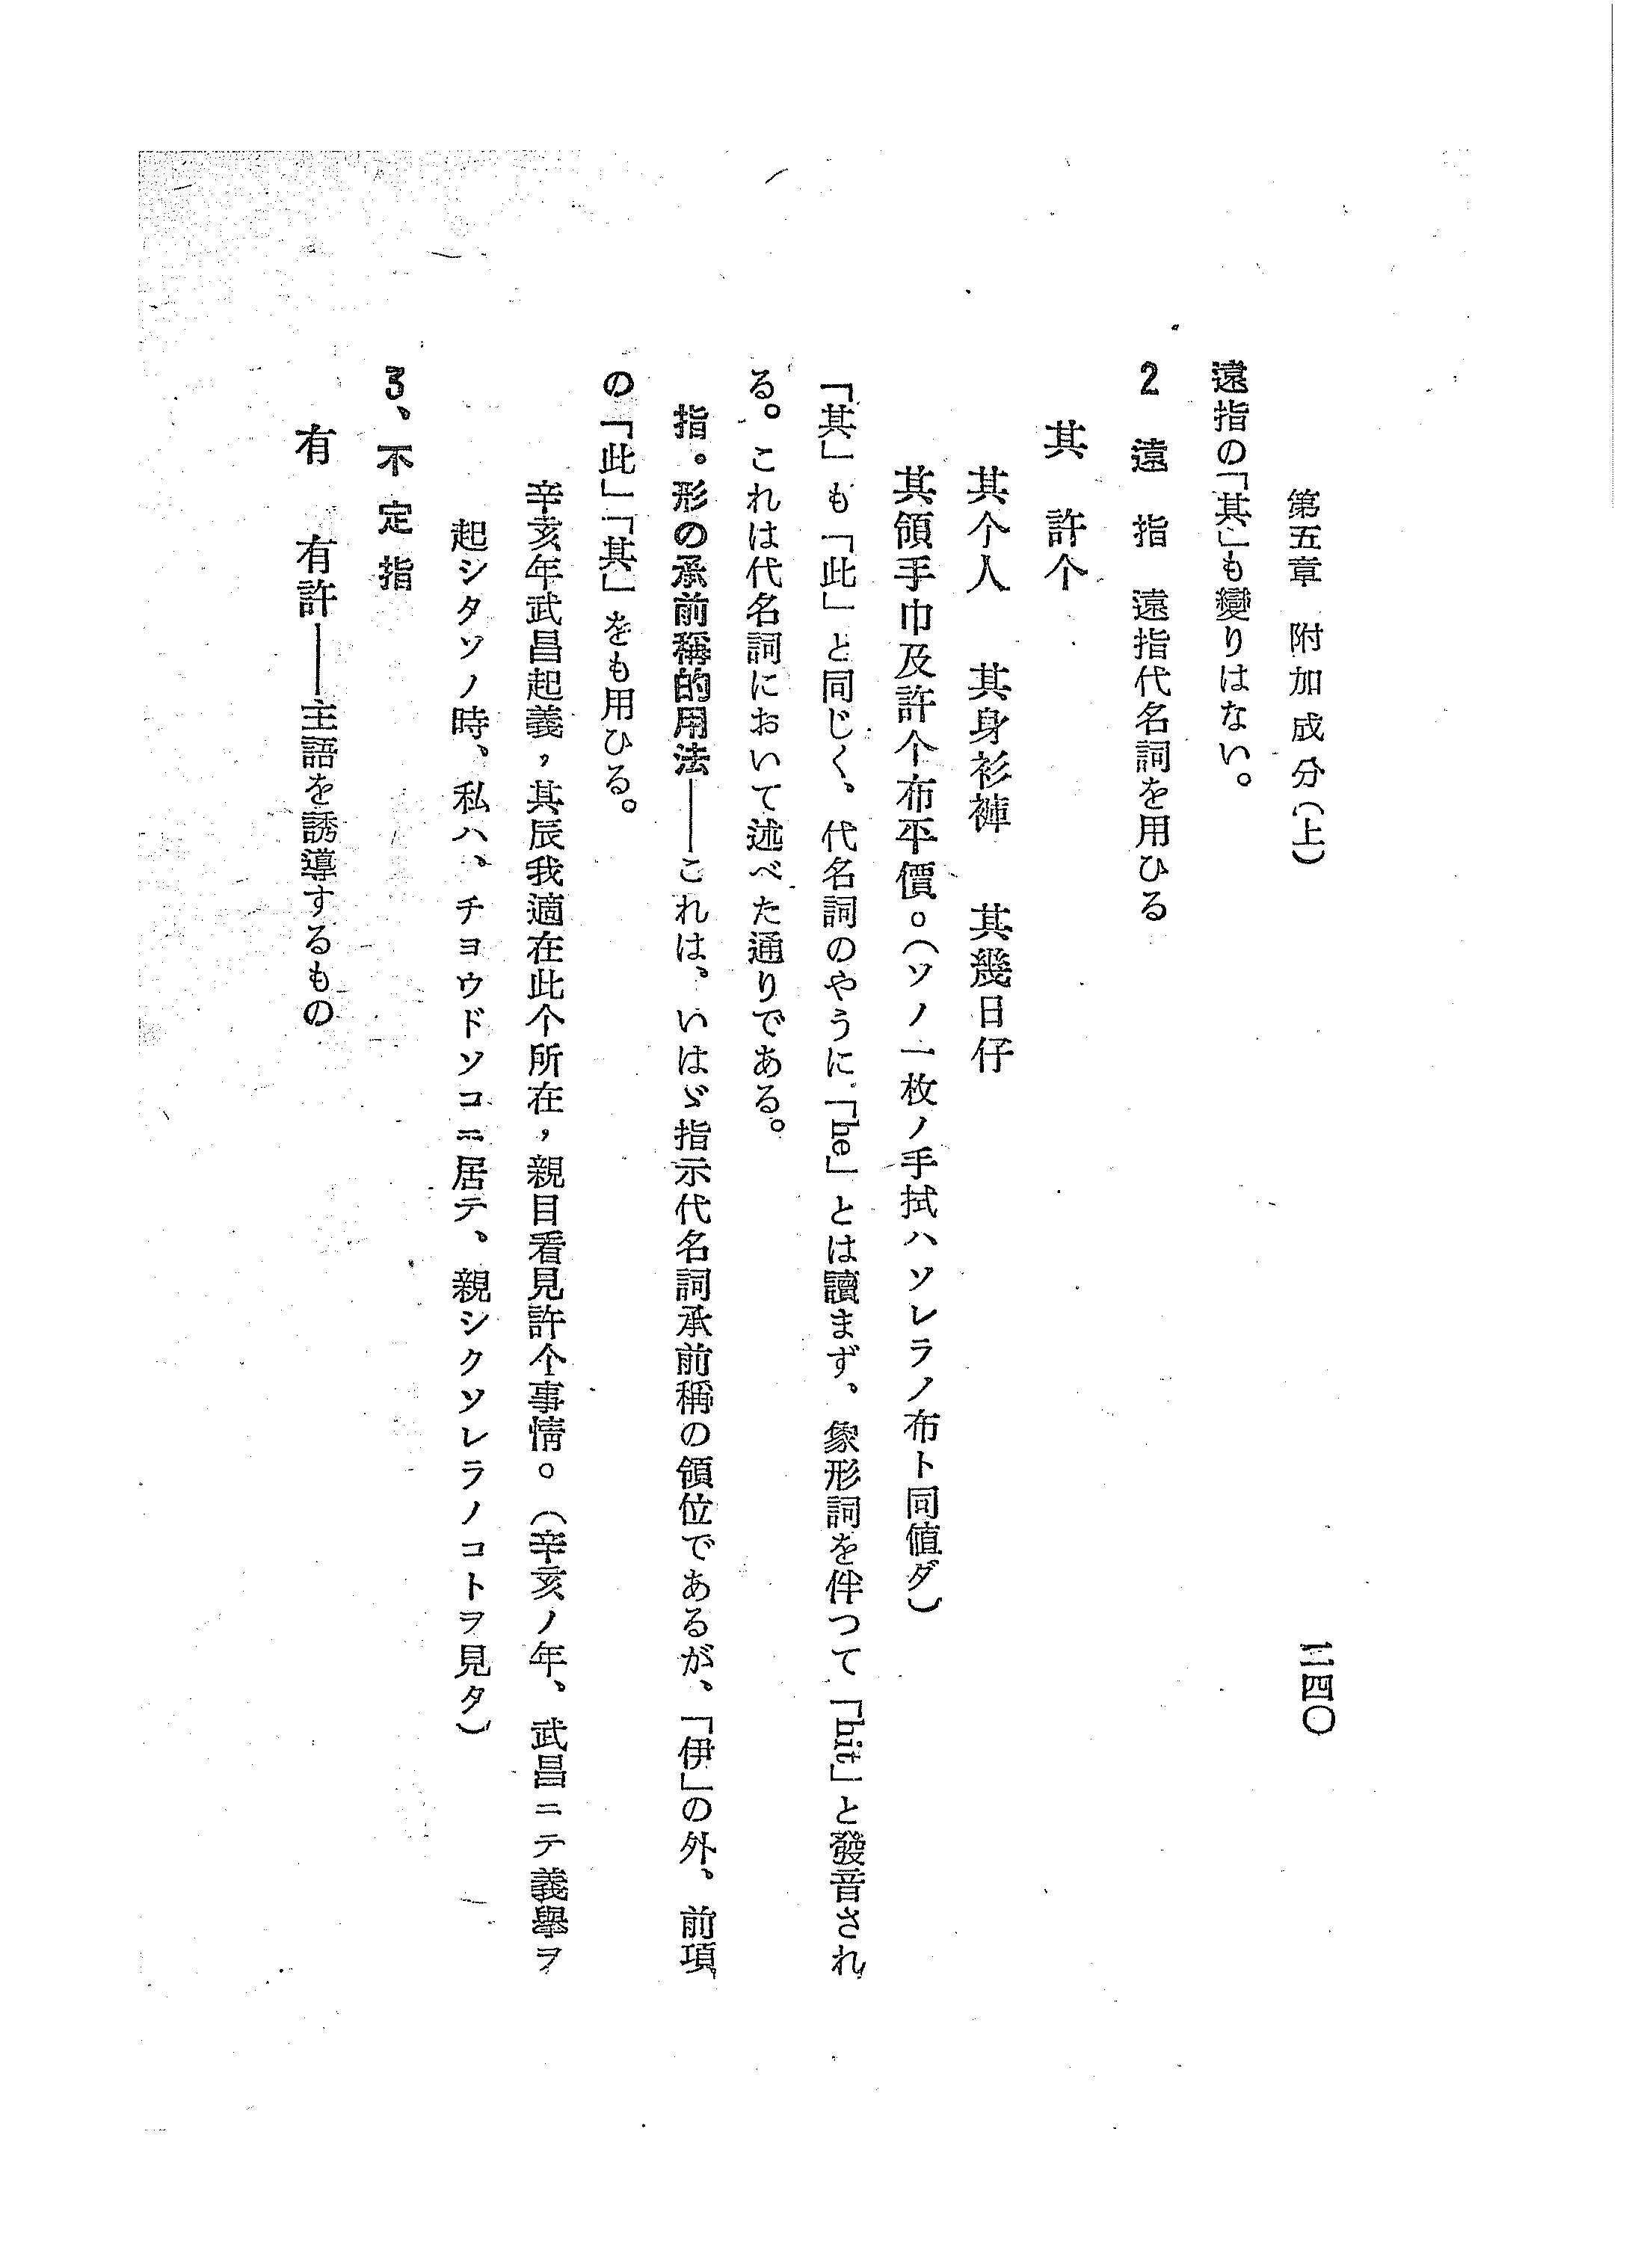 第五章 附加成分(上) 二四〇
遠指の「其」も變りはない。
2 遠指 遠指代名詞を用ひる
其 許个
其个人 其身衫褲 其幾日仔
其領手巾及許个布平價。(ソノ一枚ノ手拭ハソレラノ布ト同値ダ)
「其」も「此」と同じく、代名詞のやうに「he」とは讀まず、象形詞を伴つて「hit」と發音され
る。これは代名詞において述べた通りである。
指・形の承前稱的用法――これは、いはゞ指示代名詞承前稱の領位であるが、「伊」の外、前項
の「此」「其」をも用ひる。
辛亥年武昌起義，其辰我適在此个所在，親目看見許个事情。(辛亥ノ年、武昌ニテ義擧ヲ
起シタソノ時、私ハ、チョウドソコニ居テ、親シクソレラノコトヲ見タ)
3、不定指
有 有許――主語を誘導するもの